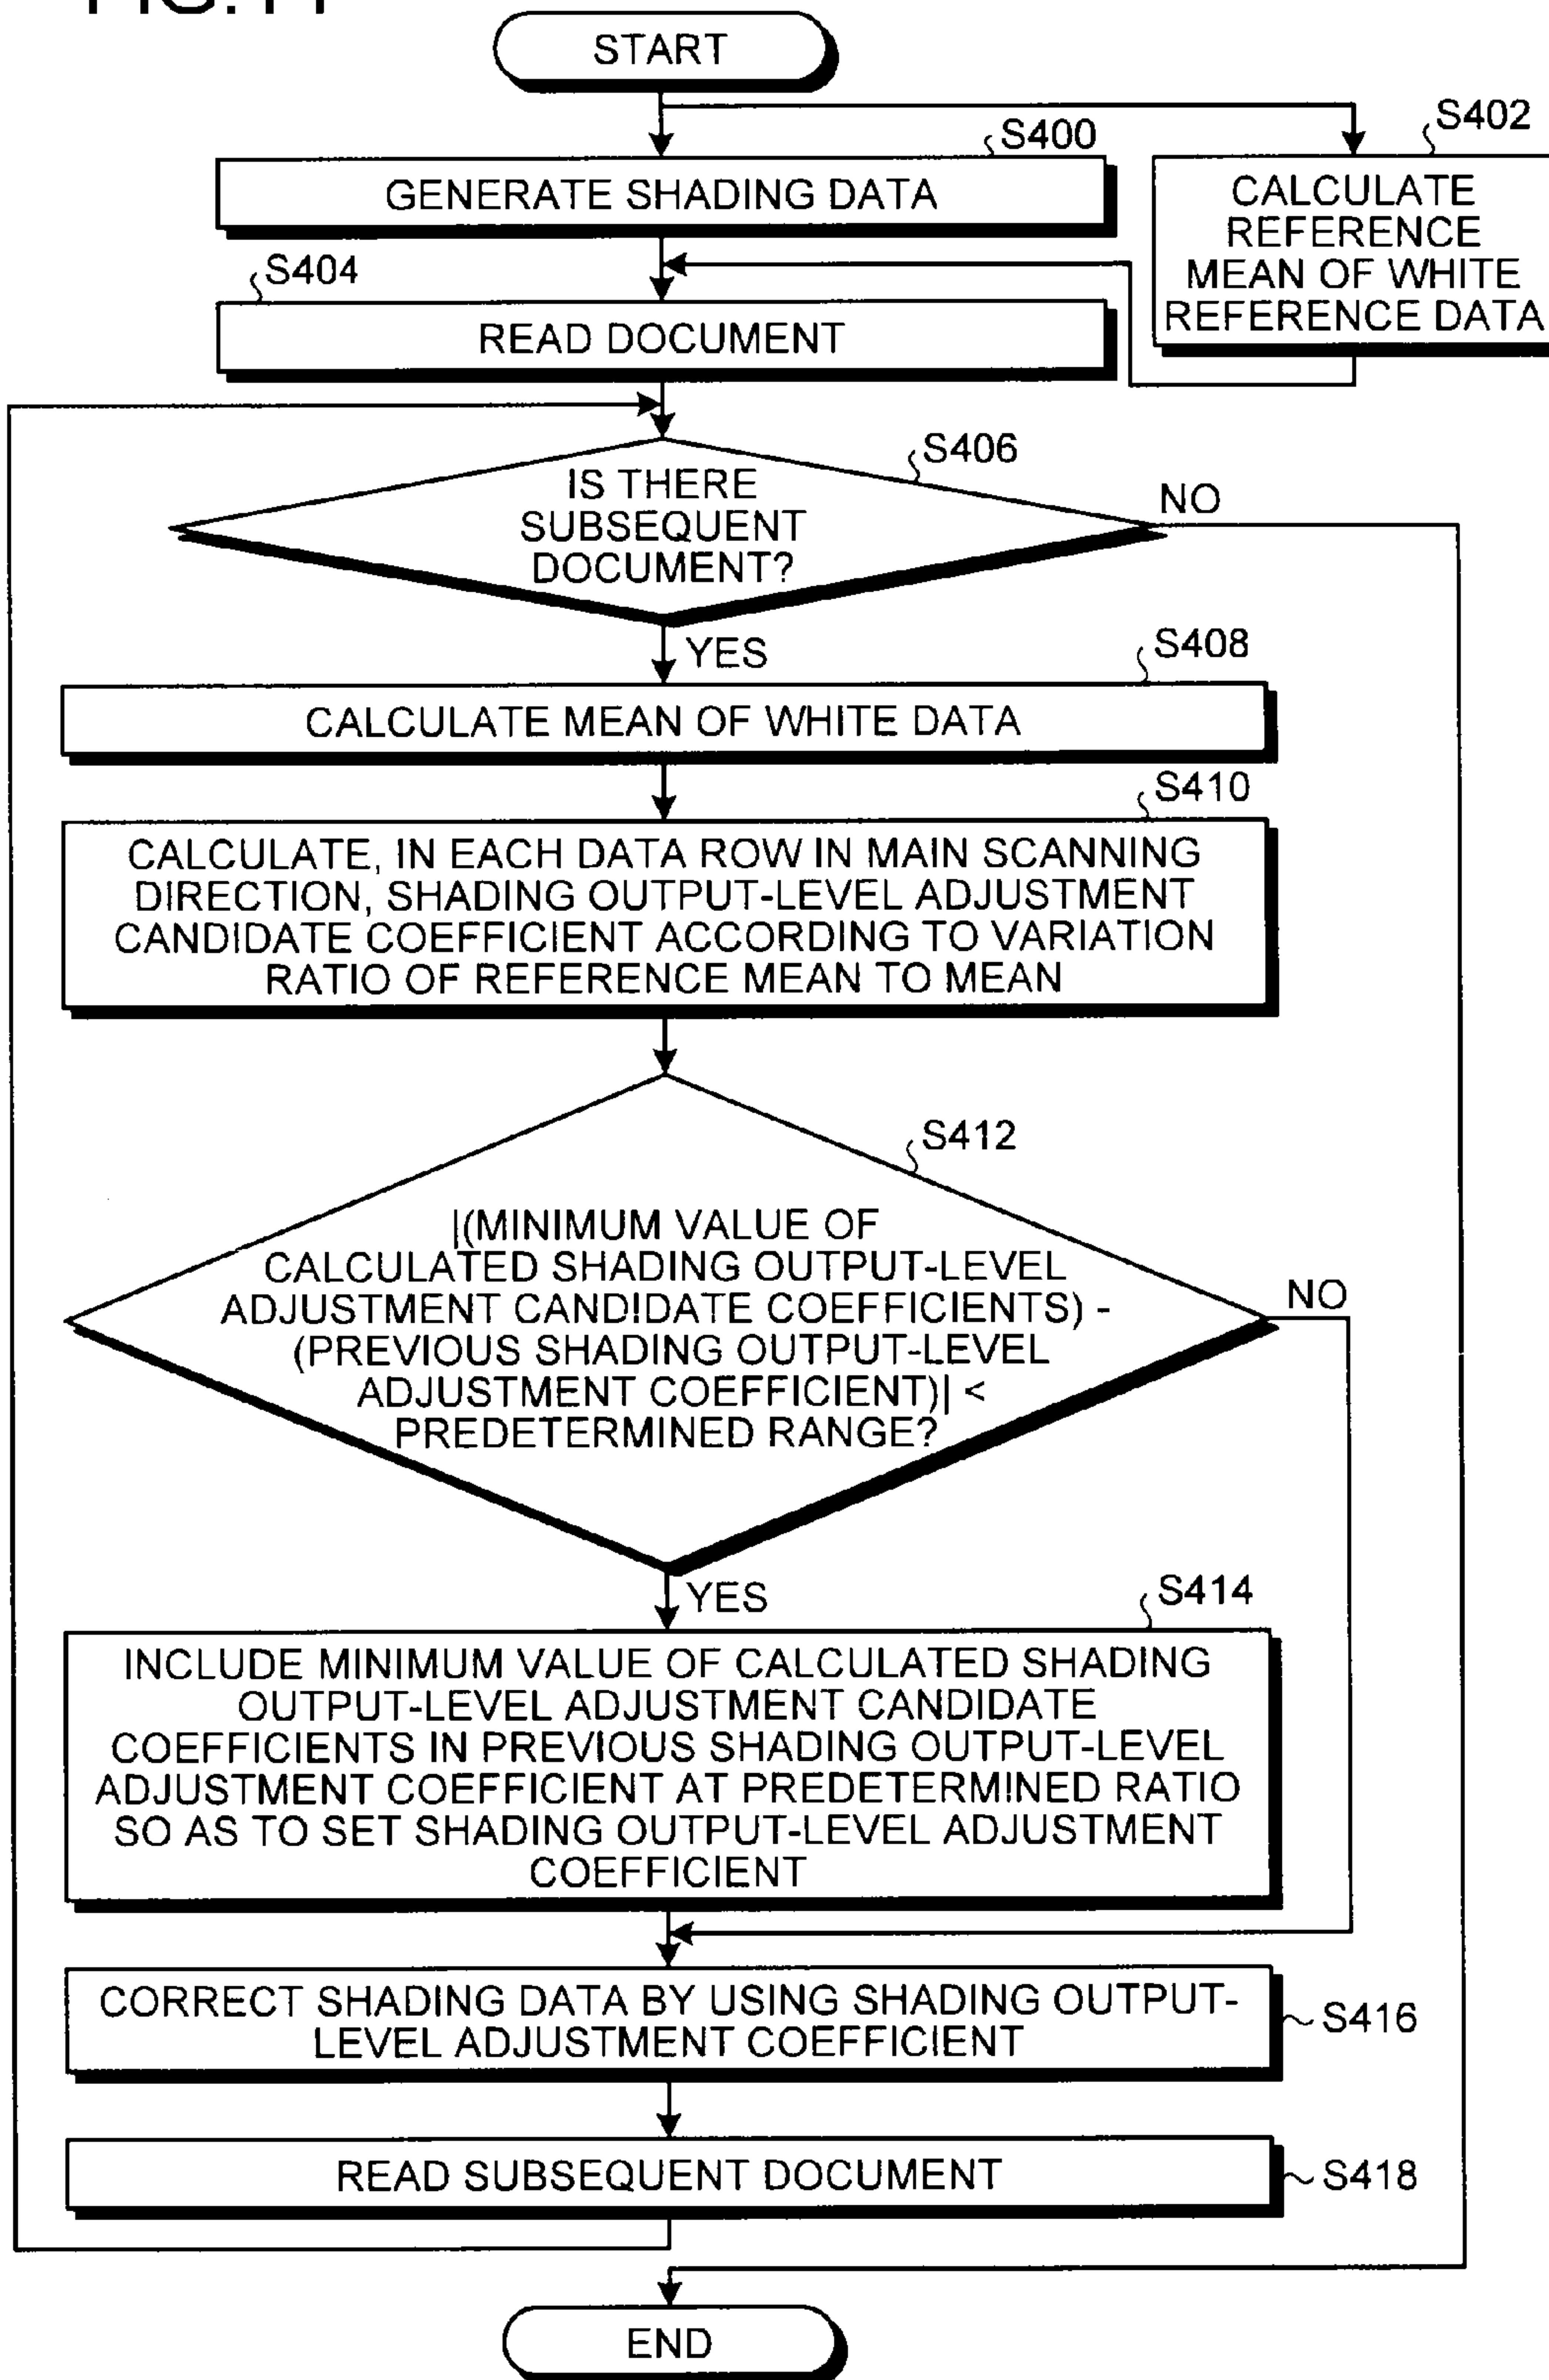 START
S400
S402
GENERATE SHADING DATA
CALCULATE
REFERENCE
MEAN OF WHITE
REFERENCE DATA
S404
READ DOCUMENT
S406
IS THERE
SUBSEQUENT
DOCUMENT?
NO
YES
S408
CALCULATE MEAN OF WHITE DATA
S410
CALCULATE, IN EACH DATA ROW IN MAIN SCANNING
DIRECTION, SHADING OUTPUT-LEVEL ADJUSTMENT
CANDIDATE COEFFICIENT ACCORDING TO VARIATION
RATIO OF REFERENCE MEAN TO MEAN
S412
|(MINIMUM VALUE OF
CALCULATED SHADING OUTPUT-LEVEL
ADJUSTMENT CANDIDATE COEFFICIENTS) -
(PREVIOUS SHADING OUTPUT-LEVEL
ADJUSTMENT COEFFICIENT)| <
PREDETERMINED RANGE?
NO
YES
S414
INCLUDE MINIMUM VALUE OF CALCULATED SHADING
OUTPUT-LEVEL ADJUSTMENT CANDIDATE
COEFFICIENTS IN PREVIOUS SHADING OUTPUT-LEVEL
ADJUSTMENT COEFFICIENT AT PREDETERMINED RATIO
SO AS TO SET SHADING OUTPUT-LEVEL ADJUSTMENT
COEFFICIENT
CORRECT SHADING DATA BY USING SHADING OUTPUT-
LEVEL ADJUSTMENT COEFFICIENT
S416
READ SUBSEQUENT DOCUMENT
S418
END